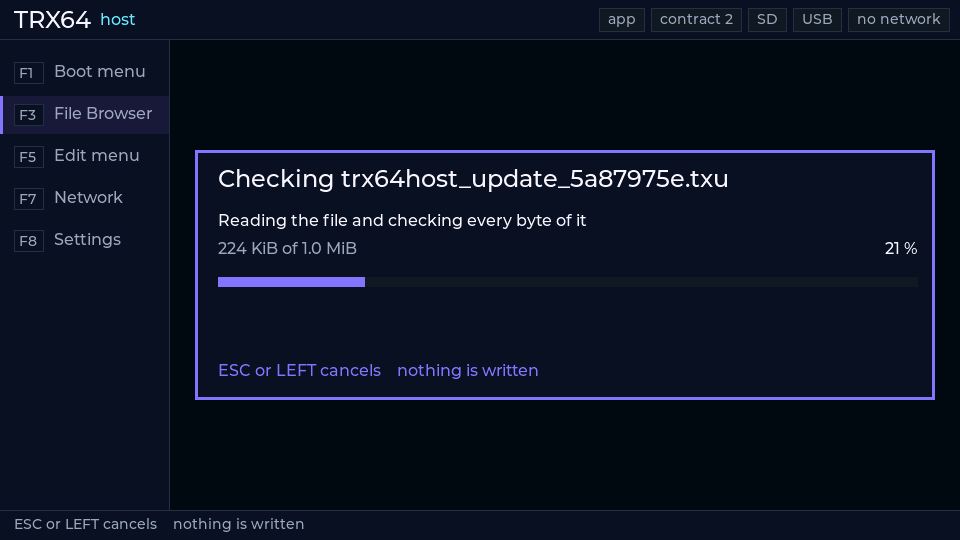 TRX64 host
app contract 2 SD USB no network
F1 Boot menu
F3 File Browser
F5 Edit menu
F7 Network
F8 Settings
Checking trx64host_update_5a87975e.txu
Reading the file and checking every byte of it
224 KiB of 1.0 MiB 21 %
ESC or LEFT cancels nothing is written
ESC or LEFT cancels nothing is written